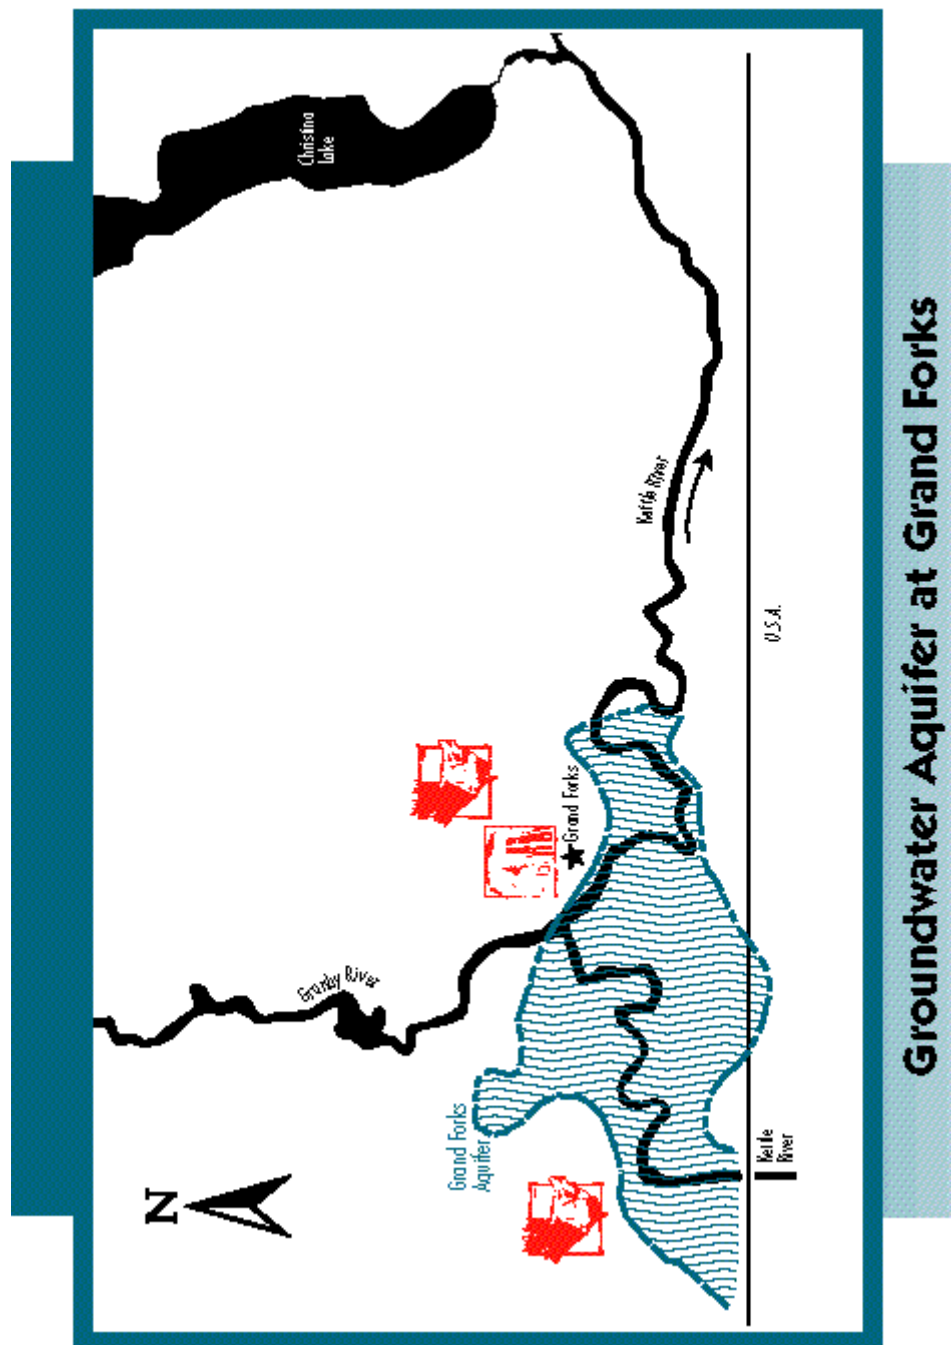 Groundwater Aquifer at Grand Forks
N
Christina
Lake
Granby River
Grand Forks
Aquifer
Grand Forks
Kettle River
Kettle
River
U.S.A.